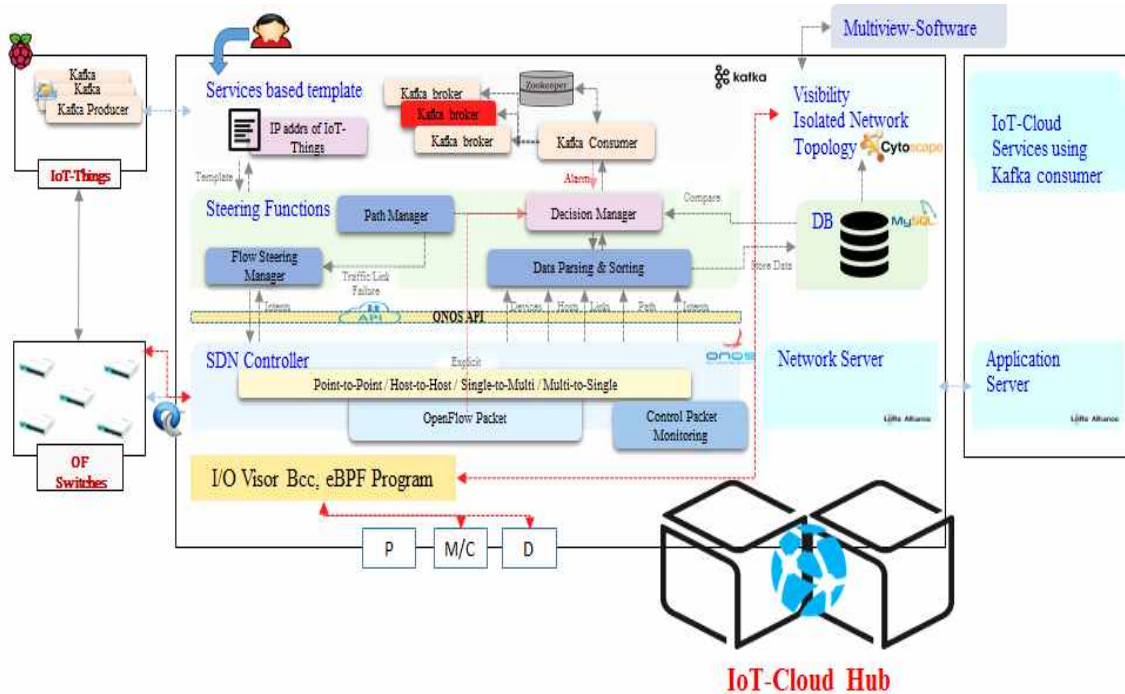 Multiview-Software
Kafka
Kafka
Kafka Producer
IoT-Things
Services based template
IP addrs of IoT-
Things
Kafka broker
Kafka broker
Kafka broker
Zookeeper
Kafka Consumer
kafka
Visibility
Isolated Network
Topology
Cytoscape
IoT-Cloud
Services using
Kafka consumer
Template
Alarm
Compare
Steering Functions
Path Manager
Decision Manager
DB
MySQL
Flow Steering
Manager
Data Parsing & Sorting
Store Data
Traffic Link
Failure
Intents
Devices
Hosts
Links
Path
Intents
API
ONOS API
SDN Controller
Explicit
onos
Network Server
Application
Server
Point-to-Point / Host-to-Host / Single-to-Multi / Multi-to-Single
OpenFlow Packet
Control Packet
Monitoring
LoRa Alliance
LoRa Alliance
OF
Switches
I/O Visor Bcc, eBPF Program
P
M/C
D
IoT-Cloud Hub